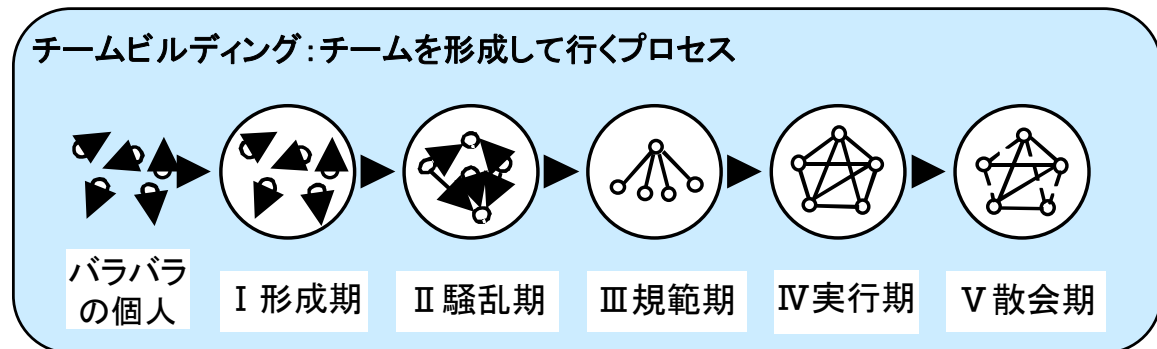 チームビルディング:チームを形成して行くプロセス
バラバラ
の個人
Ⅰ形成期
Ⅱ騒乱期
Ⅲ規範期
Ⅳ実行期
Ⅴ散会期